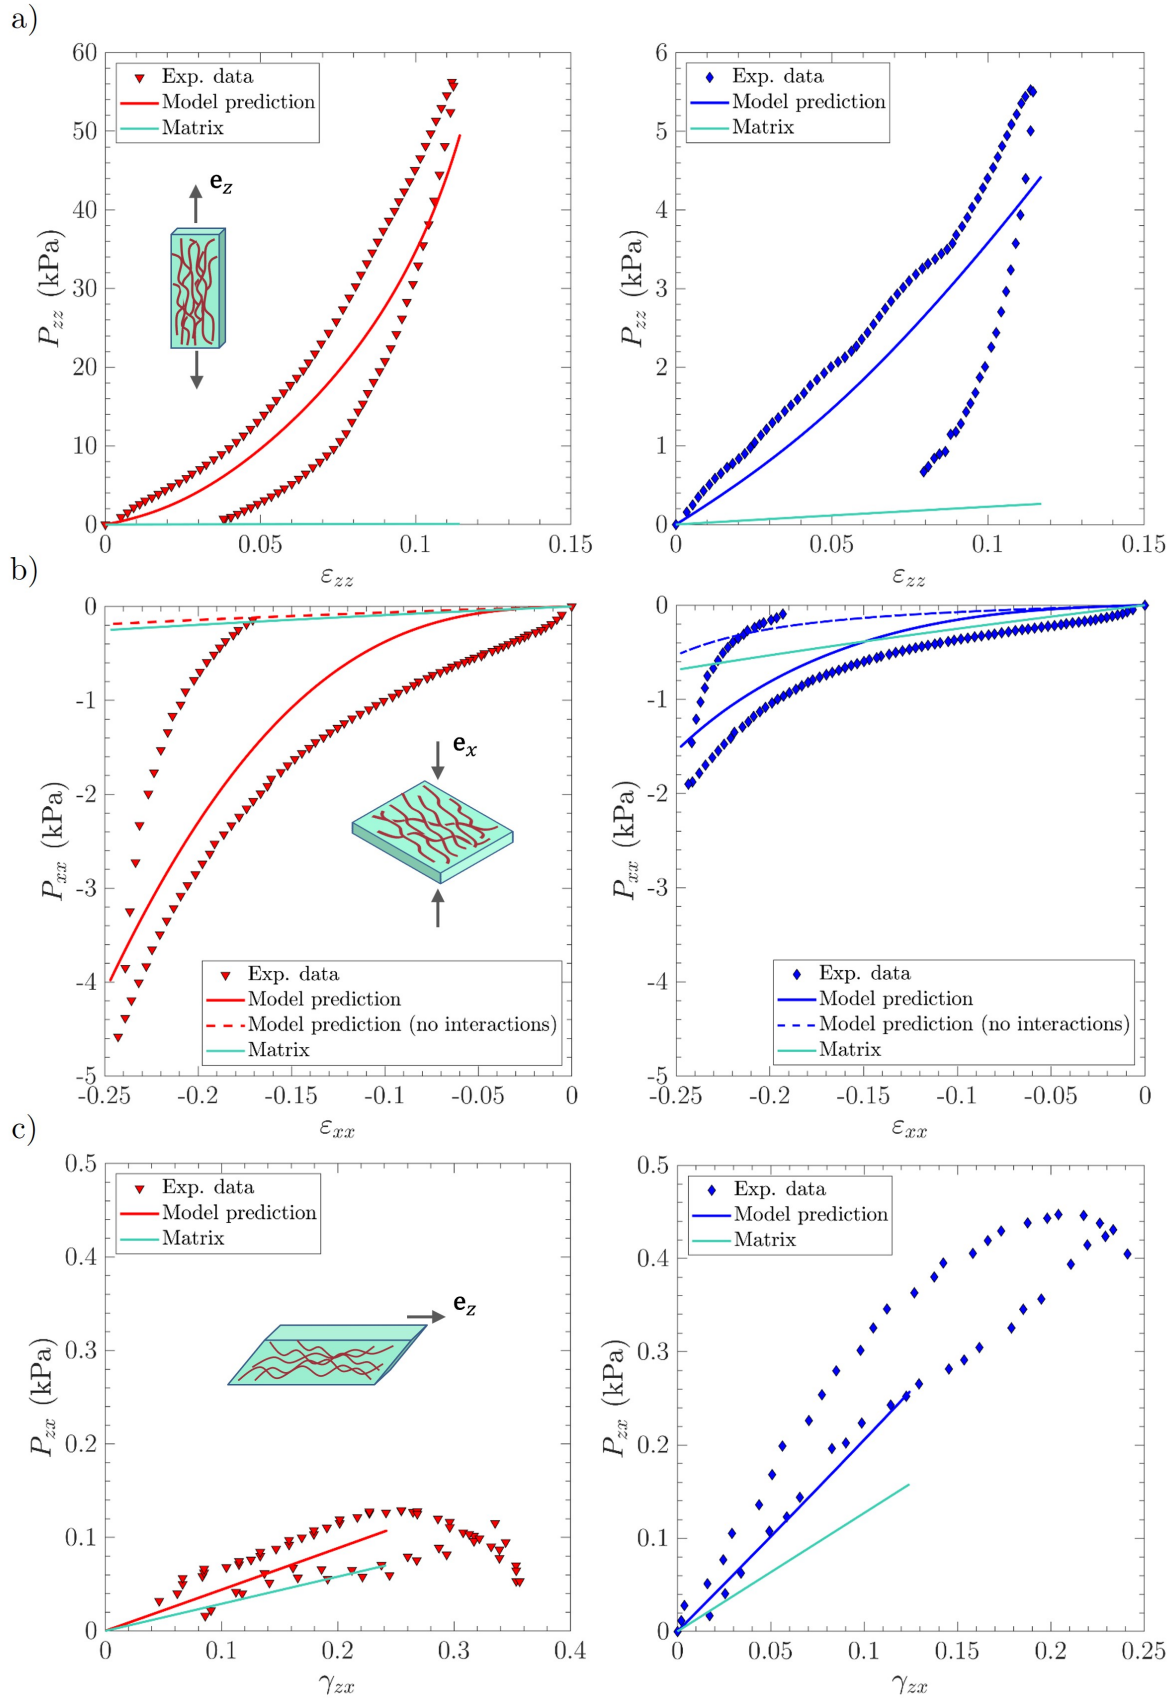 a)
60
50
40
30
20
10
0
P_zz (kPa)
Exp. data
Model prediction
Matrix
e_z
0
0.05
0.1
0.15
ε_zz
6
5
4
3
2
1
0
P_zz (kPa)
Exp. data
Model prediction
Matrix
0
0.05
0.1
0.15
ε_zz
b)
0
-1
-2
-3
-4
-5
P_xx (kPa)
e_x
Exp. data
Model prediction
Model prediction (no interactions)
Matrix
-0.25
-0.2
-0.15
-0.1
-0.05
0
ε_xx
0
-1
-2
-3
-4
-5
P_xx (kPa)
Exp. data
Model prediction
Model prediction (no interactions)
Matrix
-0.25
-0.2
-0.15
-0.1
-0.05
0
ε_xx
c)
0.5
0.4
0.3
0.2
0.1
0
P_zx (kPa)
Exp. data
Model prediction
Matrix
e_z
0
0.1
0.2
0.3
0.4
γ_zx
0.5
0.4
0.3
0.2
0.1
0
P_zx (kPa)
Exp. data
Model prediction
Matrix
0
0.05
0.1
0.15
0.2
0.25
γ_zx